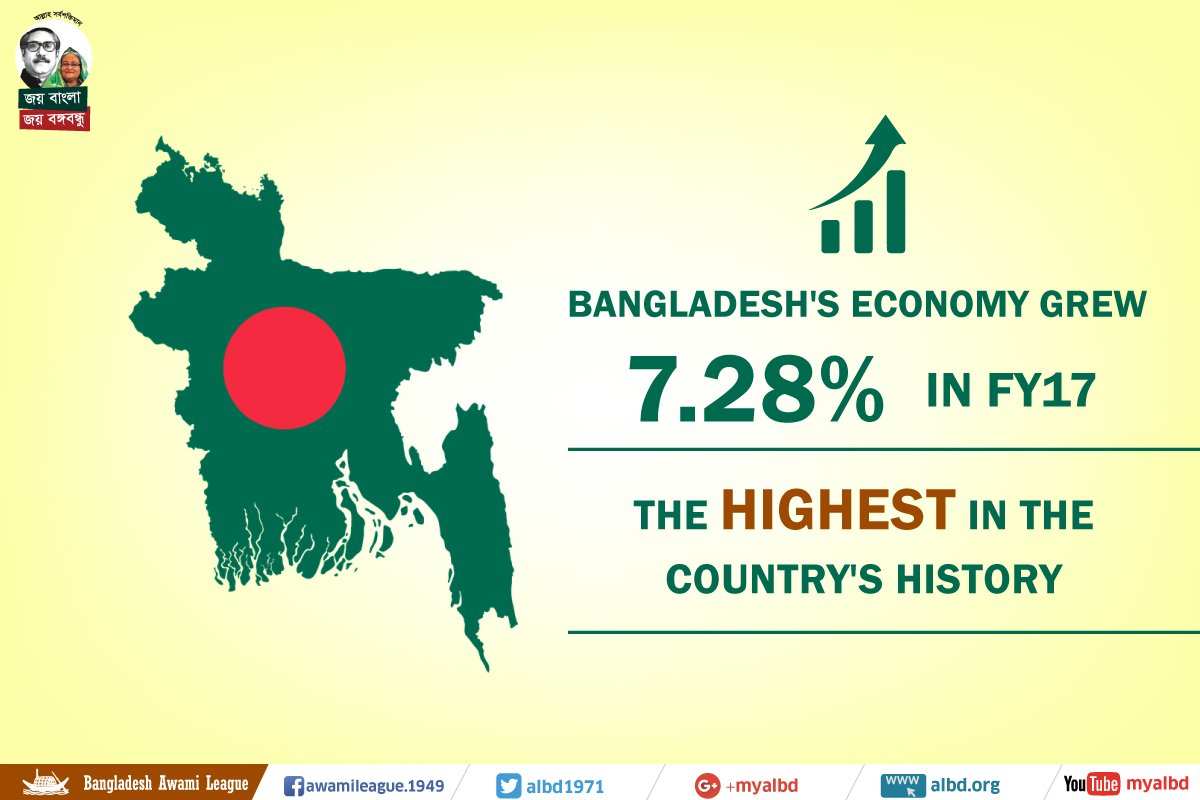 আল্লাহ সর্বশক্তিমান
জয় বাংলা
জয় বঙ্গবন্ধু
BANGLADESH'S ECONOMY GREW
7.28% IN FY17
THE HIGHEST IN THE
COUNTRY'S HISTORY
Bangladesh Awami League
awamileague.1949
albd1971
+myalbd
www
albd.org
YouTube myalbd